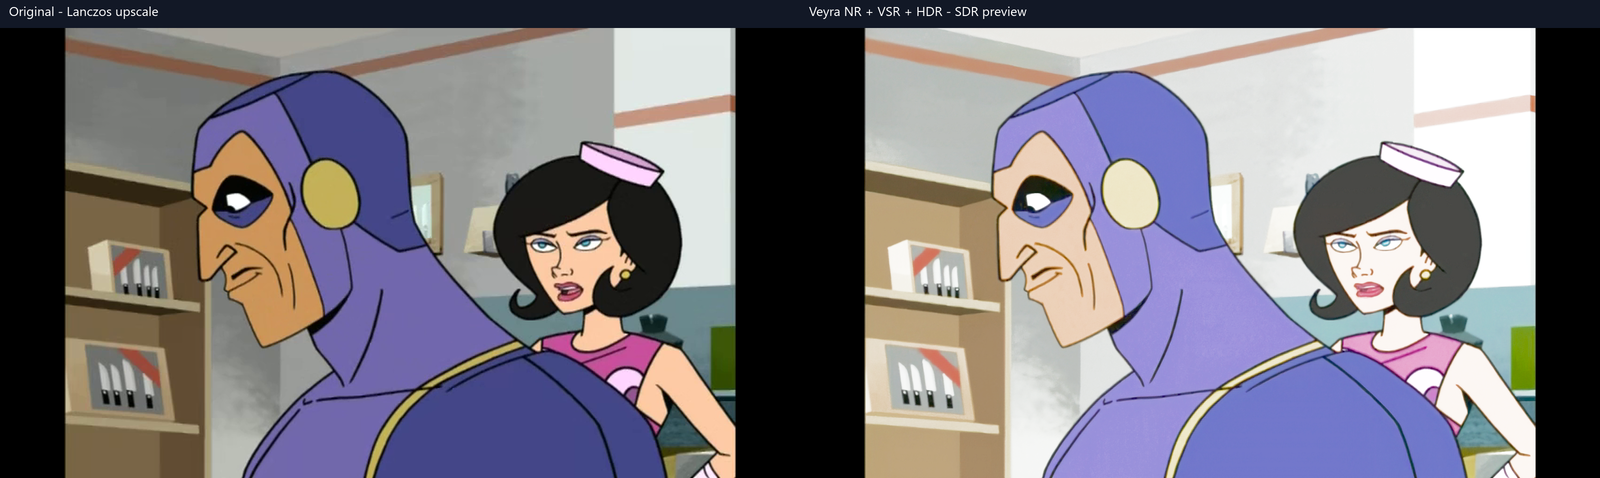 Original - Lanczos upscale
Veyra NR + VSR + HDR - SDR preview